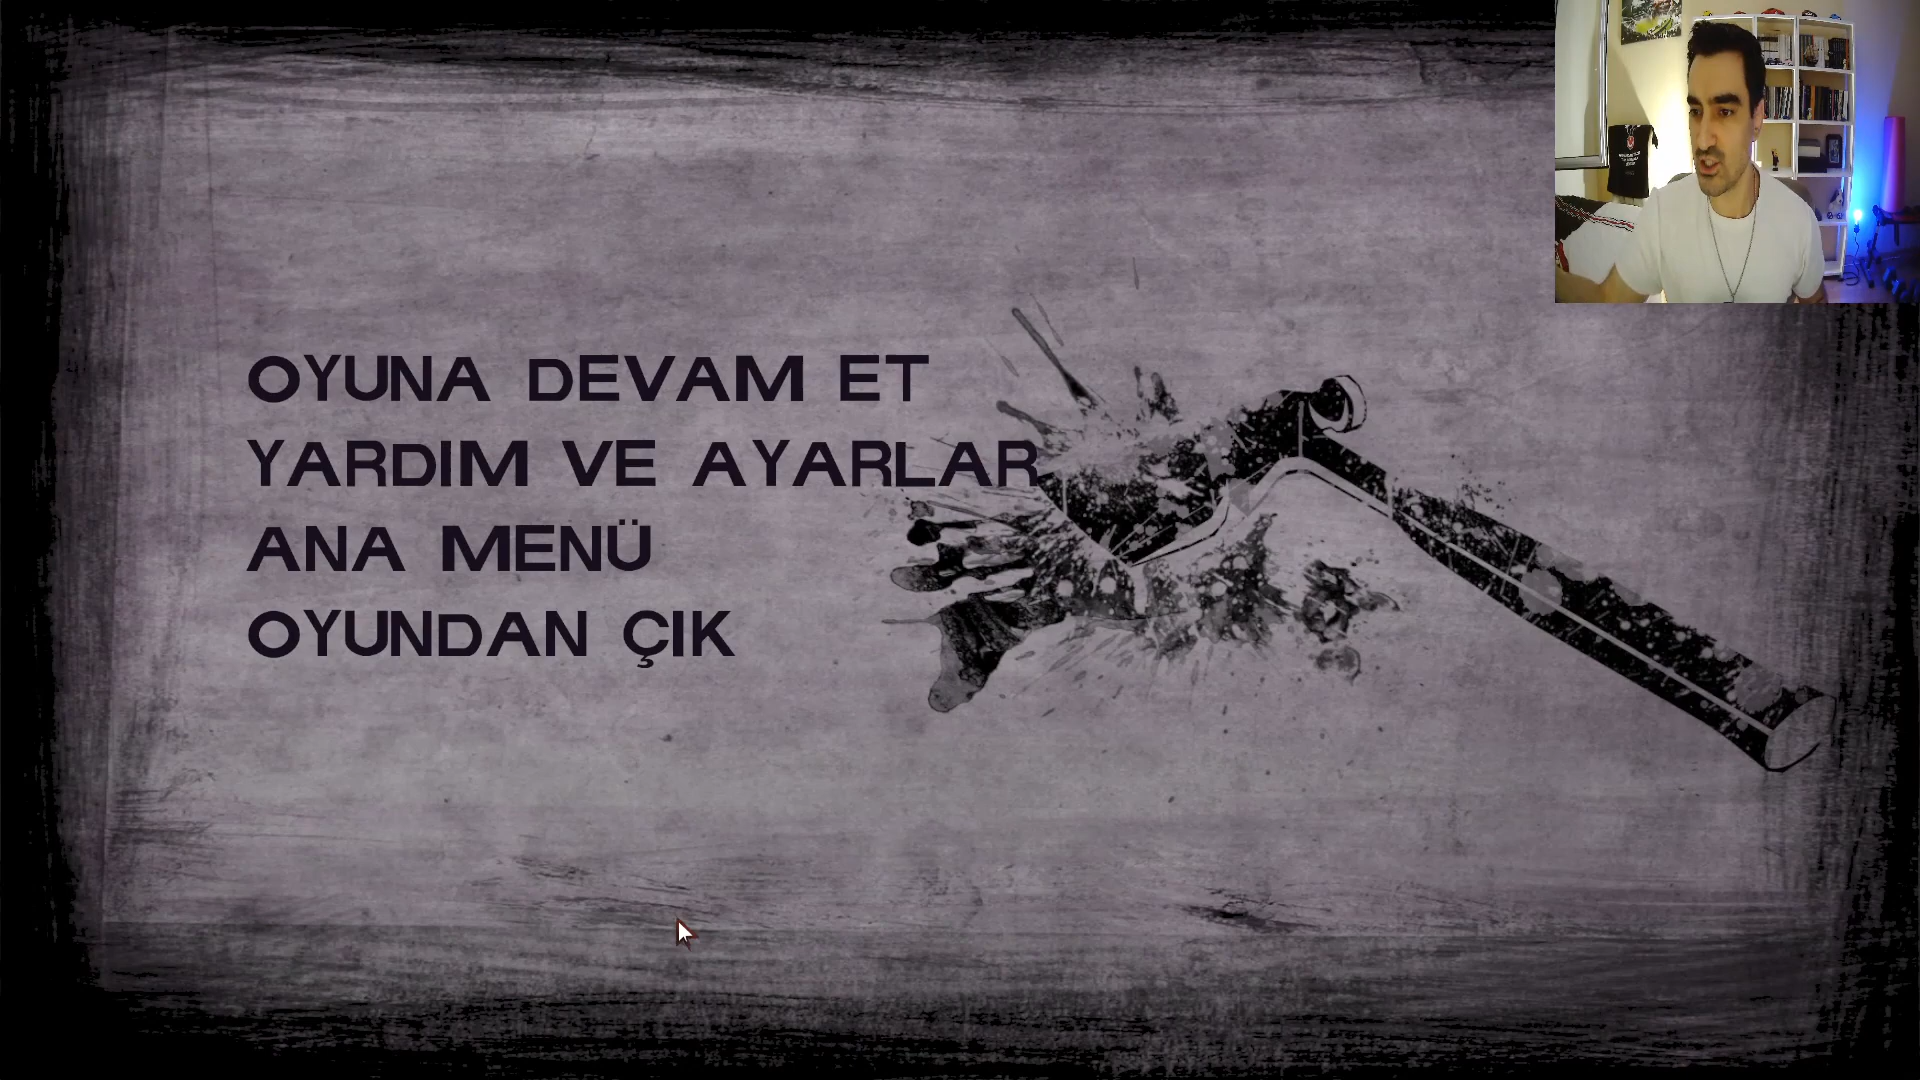 OYUNA DEVAM ET
YARDIM VE AYARLAR
ANA MENÜ
OYUNDAN ÇIK